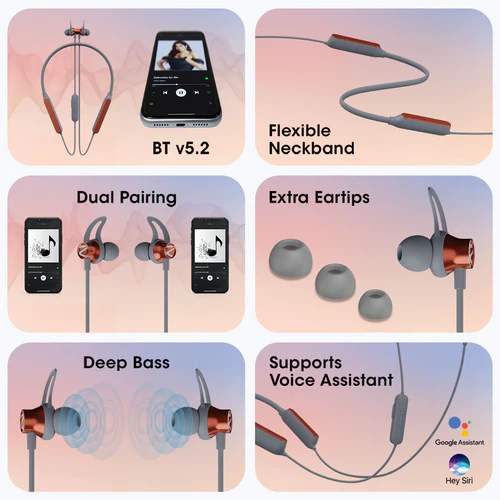 BT v5.2
Flexible
Neckband
Dual Pairing
Extra Eartips
Deep Bass
Supports
Voice Assistant
Google Assistant
Hey Siri